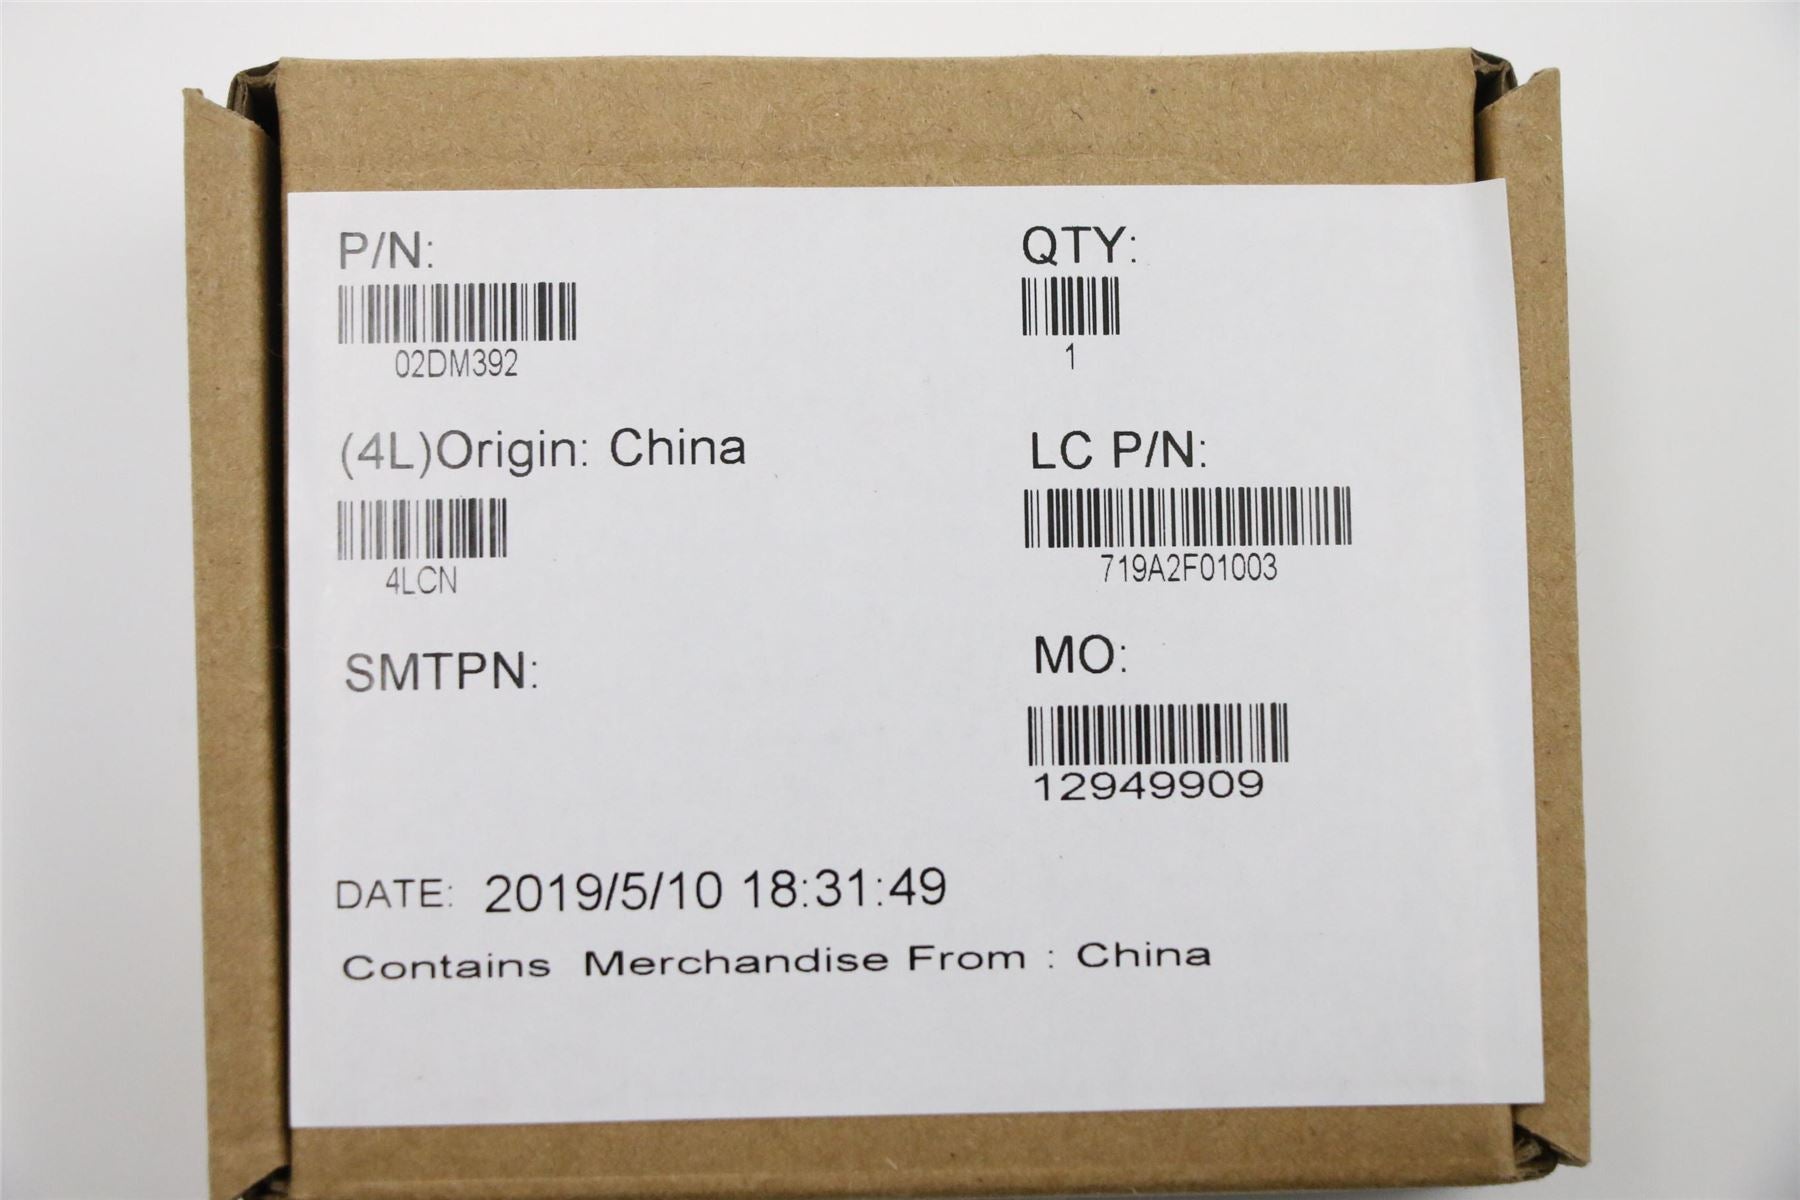 P/N:
02DM392
QTY:
1
(4L)Origin: China
4LCN
LC P/N:
719A2F01003
SMTPN:
MO:
12949909
DATE: 2019/5/10 18:31:49
Contains Merchandise From : China